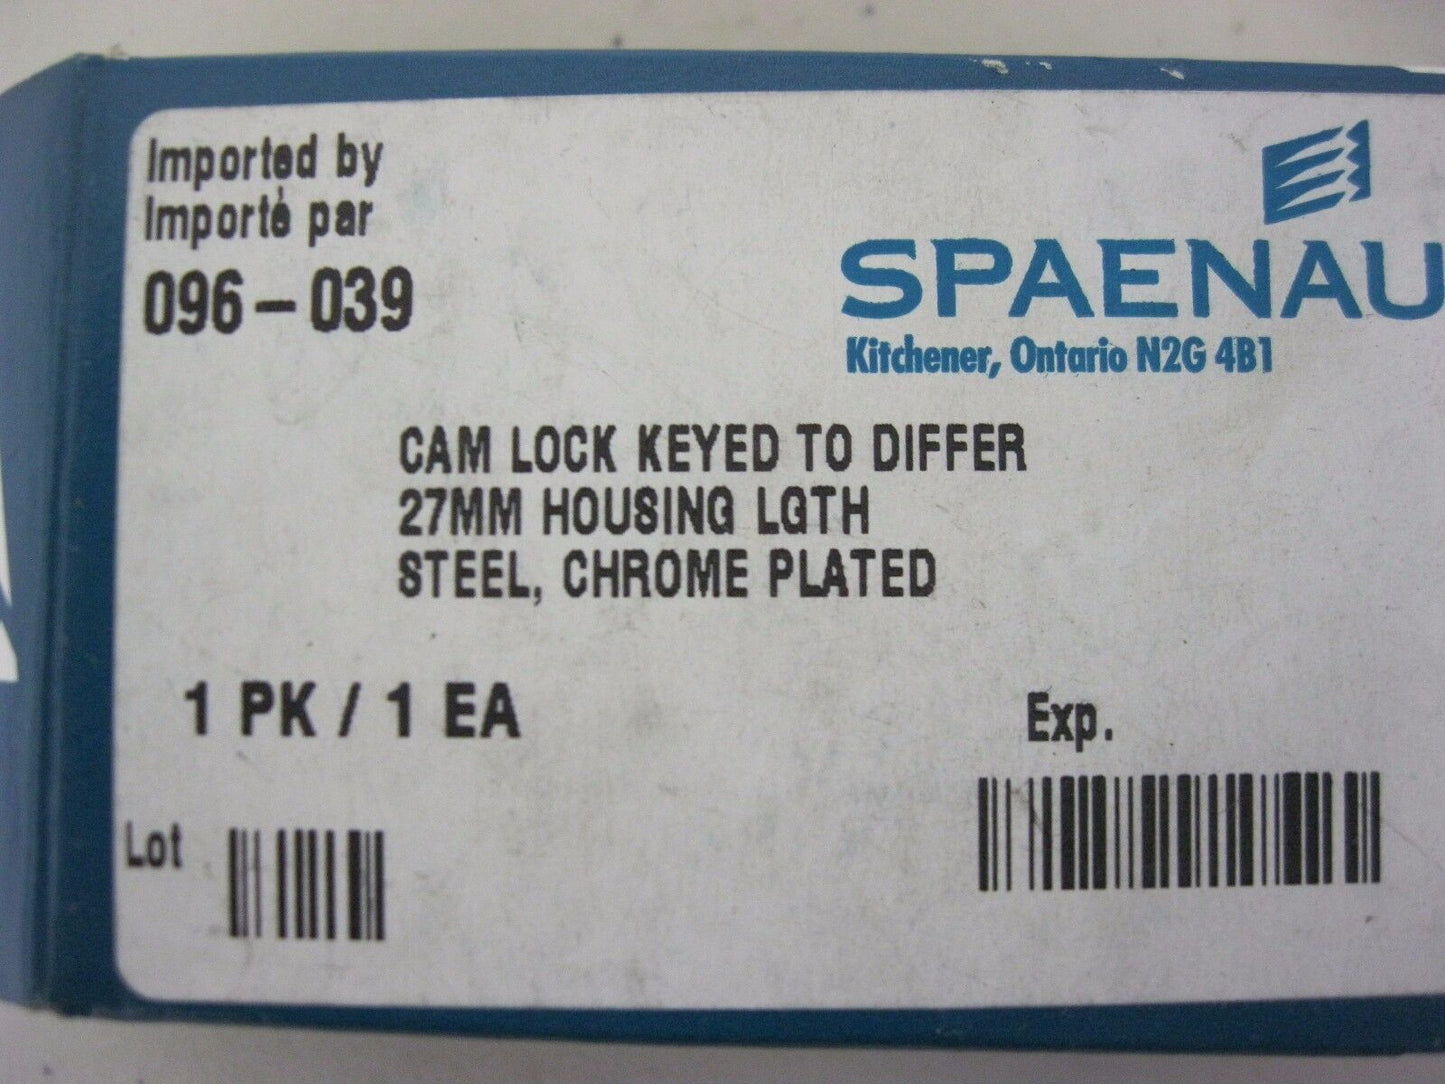 Imported by
Importé par
096-039
SPAENAU
Kitchener, Ontario N2G 4B1
CAM LOCK KEYED TO DIFFER
27MM HOUSING LGTH
STEEL, CHROME PLATED
1 PK / 1 EA
Exp.
Lot